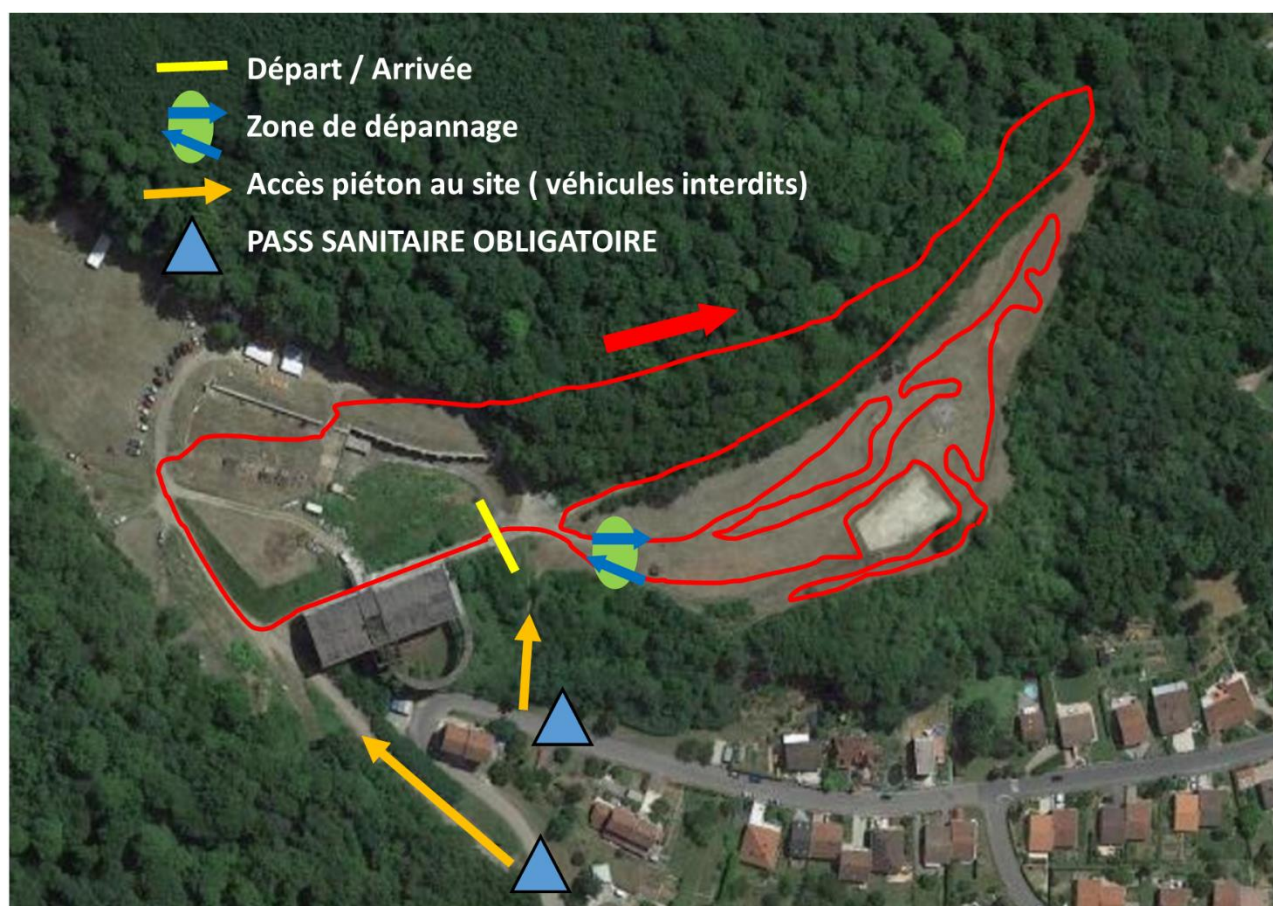 Départ / Arrivée
Zone de dépannage
Accès piéton au site ( véhicules interdits)
PASS SANITAIRE OBLIGATOIRE